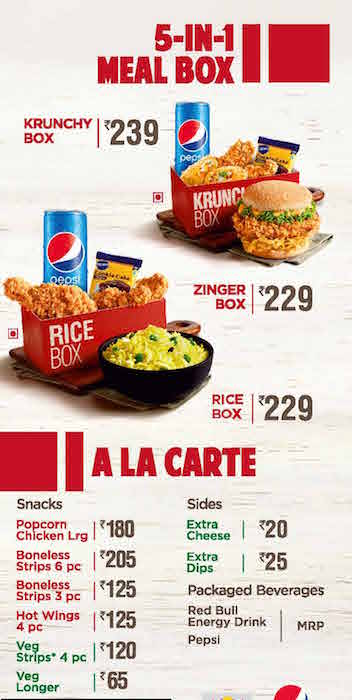 5-IN-1
MEAL BOX
KRUNCHY
BOX
₹239
pepsi
KRUNC
BOX
ZINGER
BOX
₹229
pepsi
RICE
BOX
RICE
BOX
₹229
A LA CARTE
Snacks
Popcorn
Chicken Lrg
₹180
Boneless
Strips 6 pc
₹205
Boneless
Strips 3 pc
₹125
Hot Wings
4 pc
₹125
Veg
Strips* 4 pc
₹120
Veg
Longer
₹65
Sides
Extra
Cheese
₹20
Extra
Dips
₹25
Packaged Beverages
Red Bull
Energy Drink
Pepsi
MRP